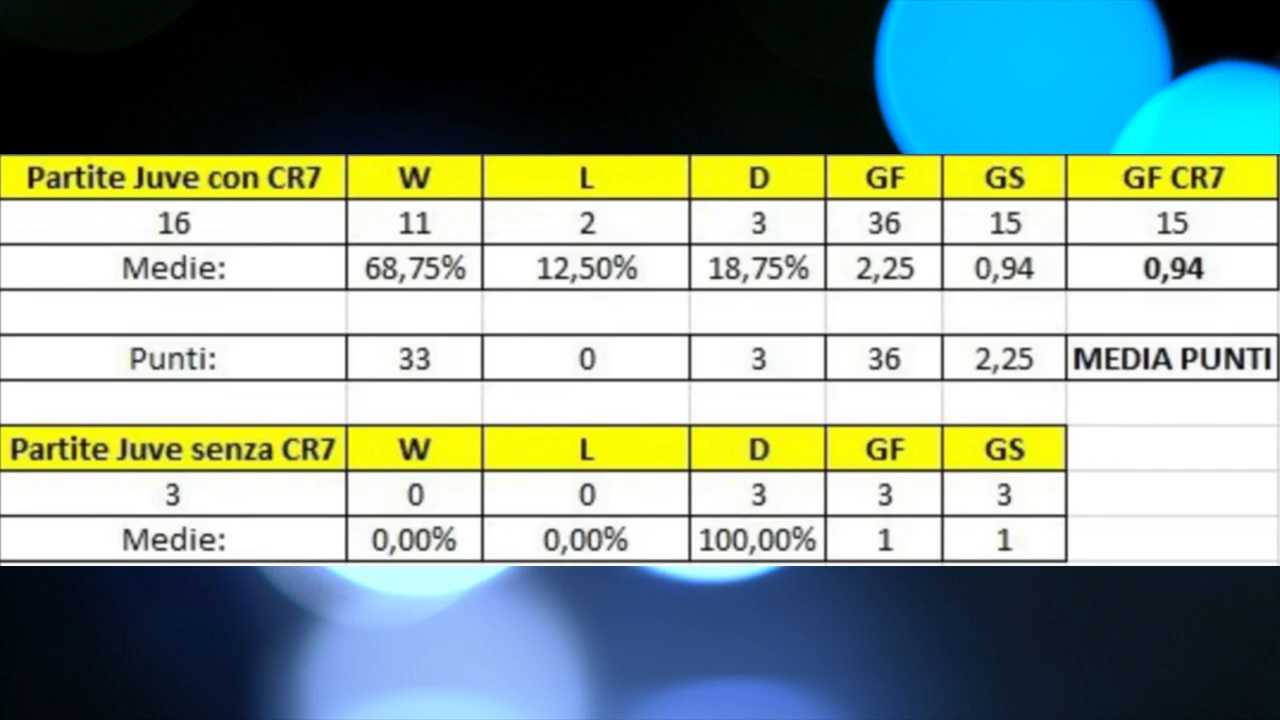 Partite Juve con CR7 W L D GF GS GF CR7
16 11 2 3 36 15 15
Medie: 68,75% 12,50% 18,75% 2,25 0,94 0,94
Punti: 33 0 3 36 2,25 MEDIA PUNTI
Partite Juve senza CR7 W L D GF GS
3 0 0 3 3 3
Medie: 0,00% 0,00% 100,00% 1 1